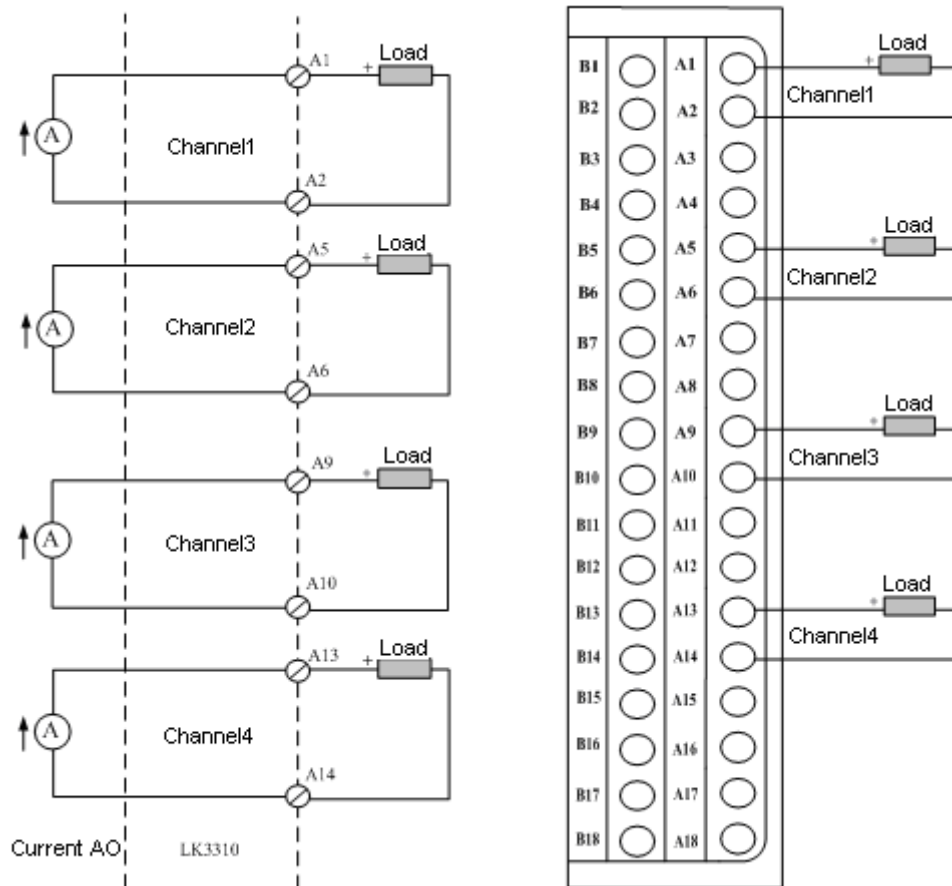 A1
+ Load
A
Channel1
A2
A5
+ Load
A
Channel2
A6
A9
+ Load
A
Channel3
A10
A13
+ Load
A
Channel4
A14
Current AO LK3310
B1 A1 + Load
Channel1
B2 A2
B3 A3
B4 A4
B5 A5 + Load
Channel2
B6 A6
B7 A7
B8 A8
B9 A9 + Load
Channel3
B10 A10
B11 A11
B12 A12
B13 A13 + Load
Channel4
B14 A14
B15 A15
B16 A16
B17 A17
B18 A18